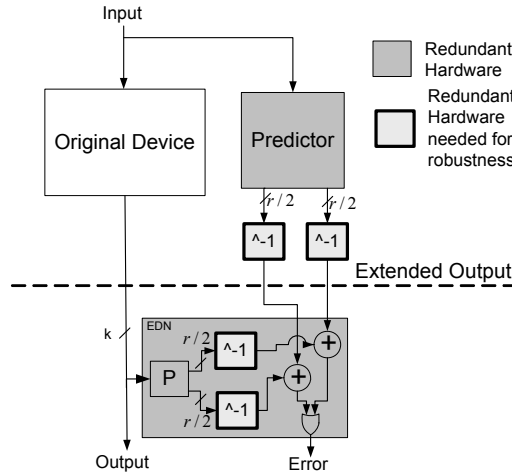 Input
Redundant
Hardware
Redundant
Hardware
needed for
robustness
Original Device
Predictor
r / 2
r / 2
^-1
^-1
Extended Output
k
EDN
r / 2
^-1
+
P
+
r / 2
^-1
Output
Error